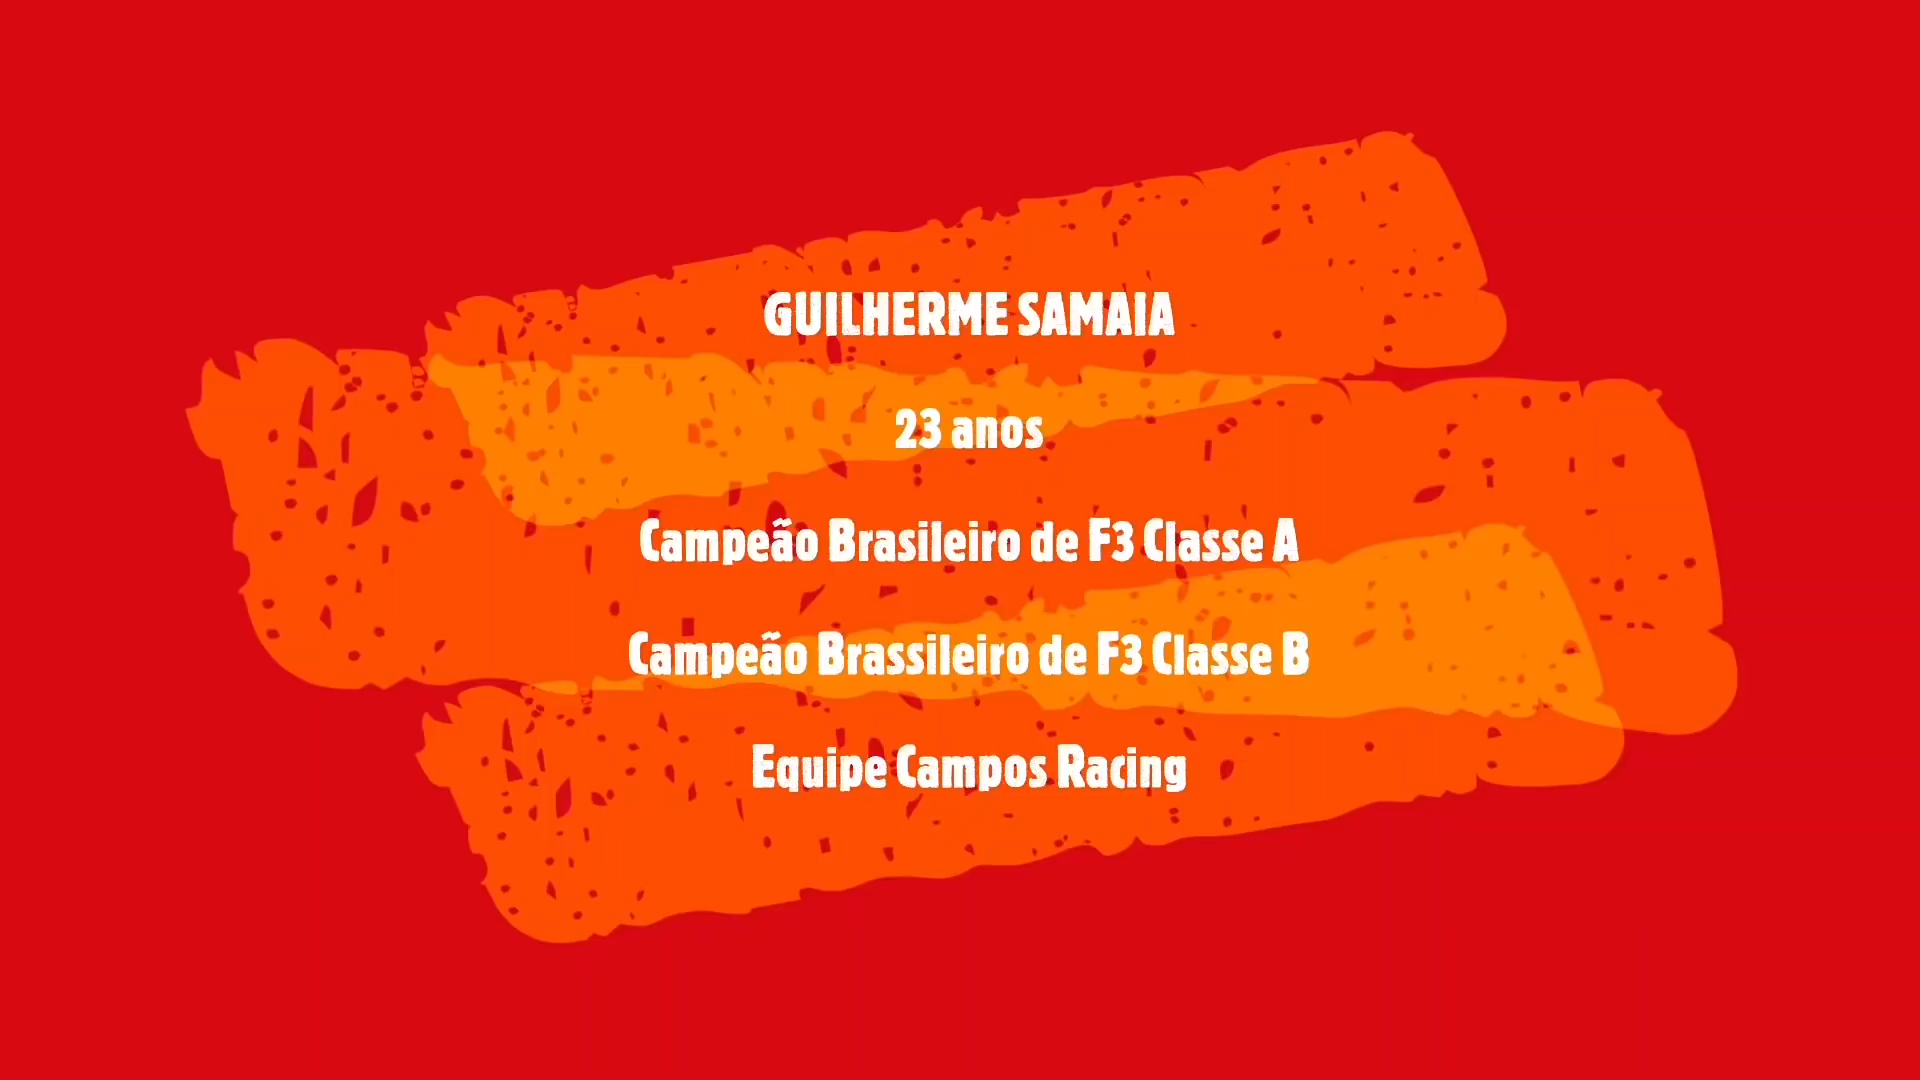 GUILHERME SAMAIA
23 anos
Campeão Brasileiro de F3 Classe A
Campeão Brassileiro de F3 Classe B
Equipe Campos Racing